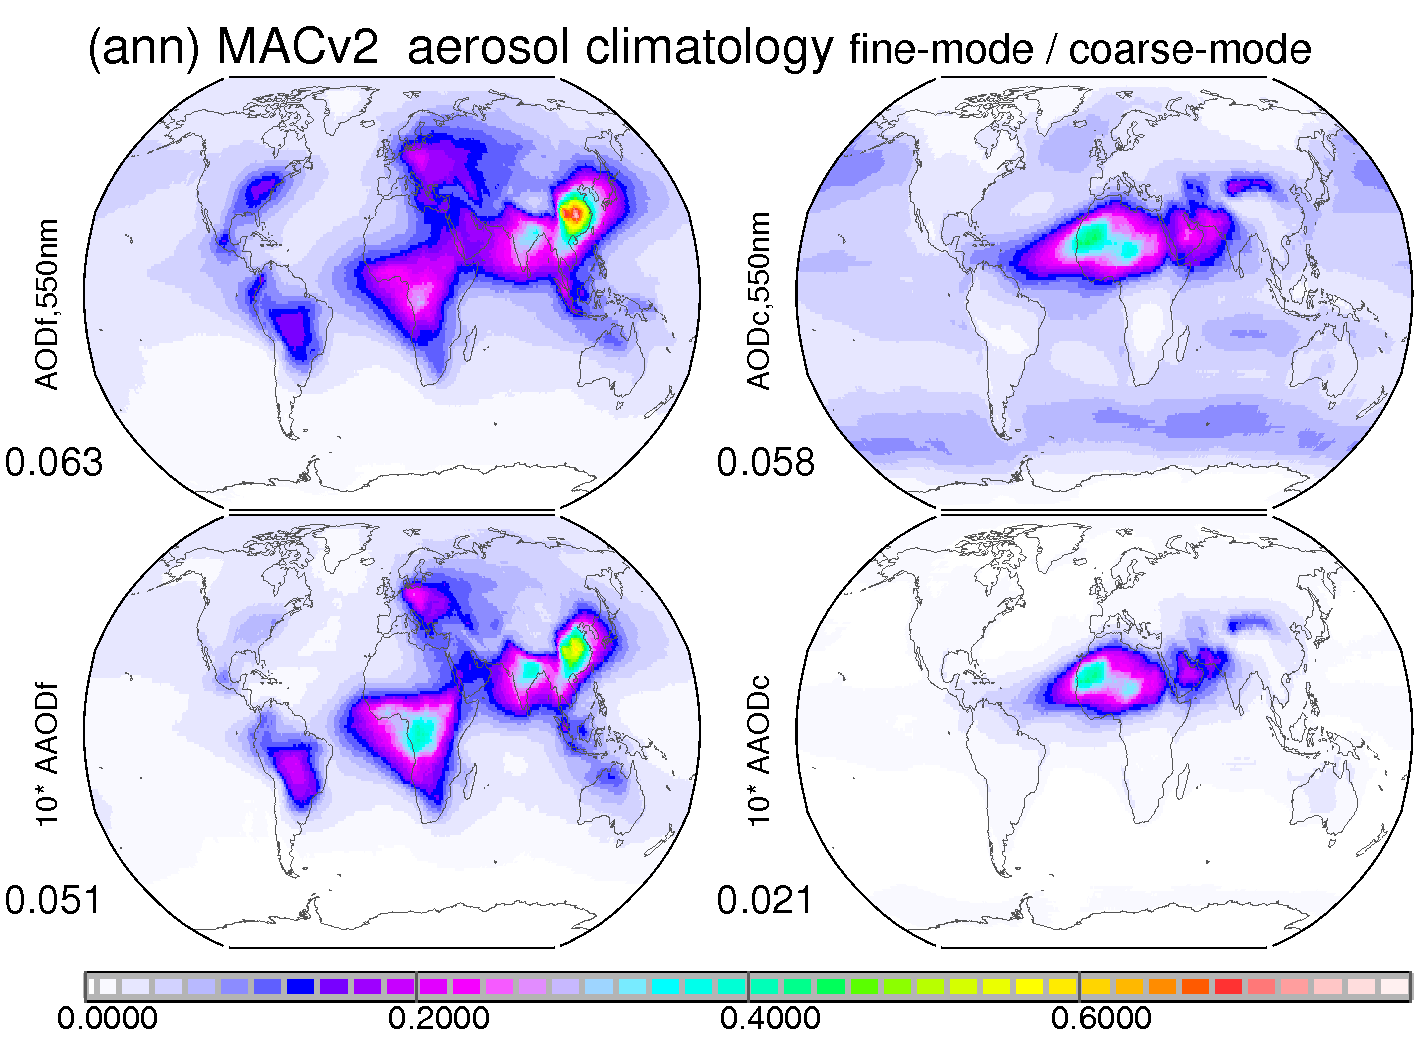 (ann) MACv2 aerosol climatology fine-mode / coarse-mode
AODf,550nm
0.063
AODc,550nm
0.058
10* AAODf
0.051
10* AAODc
0.021
0.0000 0.2000 0.4000 0.6000